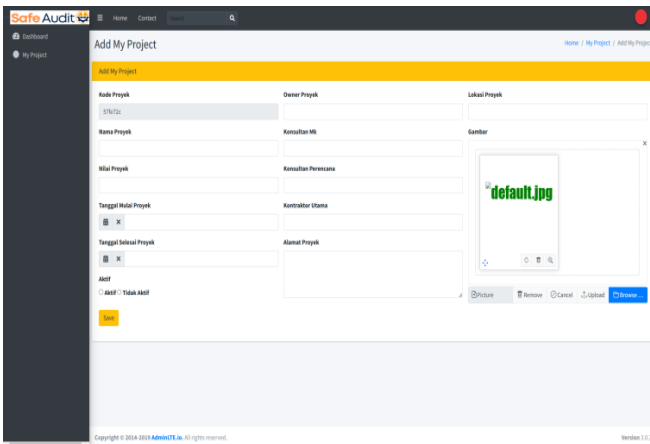 Safe Audit
Home Contact Search
Dashboard
My Project
Add My Project
Home / My Project / Add My Project
Add My Project
Kode Proyek
Owner Proyek
Lokasi Proyek
Nama Proyek
Konsultan Mk
Gambar
x
Nilai Proyek
Konsultan Perencana
default.jpg
Tanggal Mulai Proyek
Kontraktor Utama
Tanggal Selesai Proyek
Alamat Proyek
Aktif
Aktif Tidak Aktif
Picture Remove Cancel Upload Browse ...
Save
Copyright © 2014-2019 AdminLTE.io. All rights reserved.
Version 3.0.